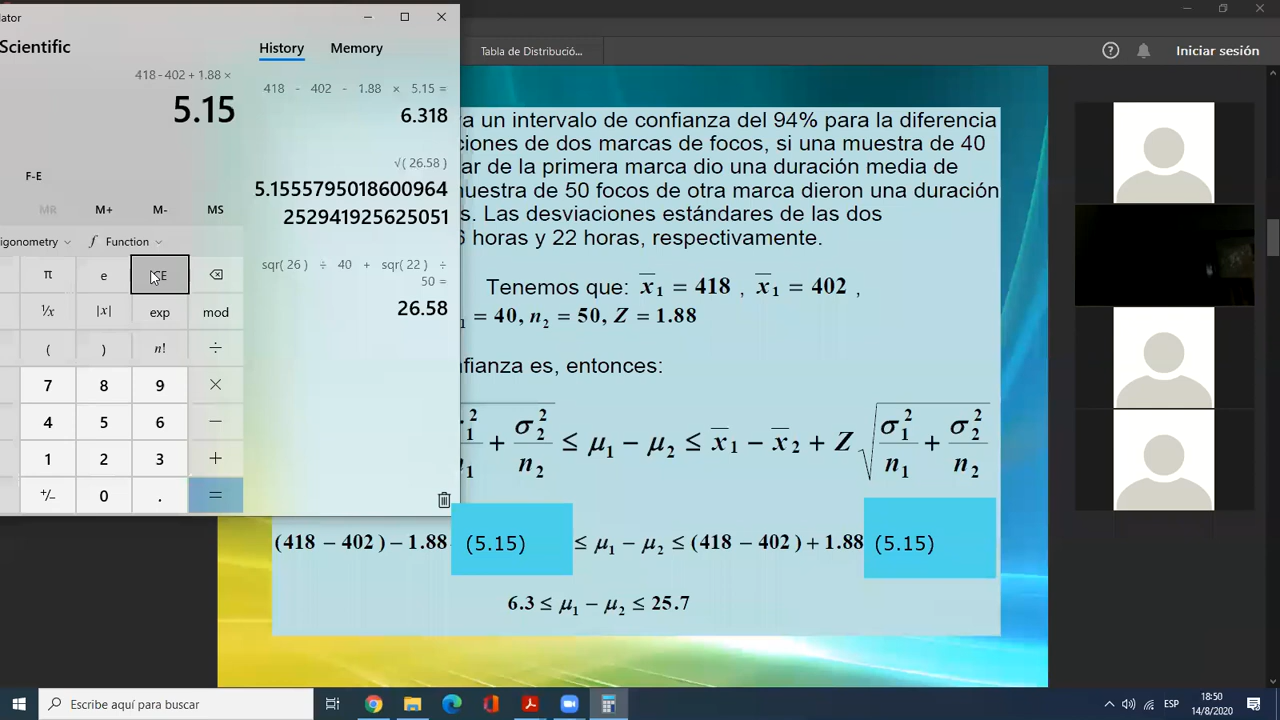 lator
Scientific
418 - 402 + 1.88 ×
5.15
F-E
MR M+ M- MS
igonometry Function
π e CE
exp mod
( ) n! ÷
7 8 9 ×
4 5 6 −
1 2 3 +
+/− 0 . =
History Memory
418 - 402 - 1.88 × 5.15 =
6.318
√( 26.58 )
5.1555795018600964
252941925625051
sqr( 26 ) ÷ 40 + sqr( 22 ) ÷
50 =
26.58
Tabla de Distribució...
Iniciar sesión
a un intervalo de confianza del 94% para la diferencia
ciones de dos marcas de focos, si una muestra de 40
ar de la primera marca dio una duración media de
uestra de 50 focos de otra marca dieron una duración
s. Las desviaciones estándares de las dos
6 horas y 22 horas, respectivamente.
Tenemos que: x̄₁ = 418 , x̄₁ = 402 ,
₁ = 40, n₂ = 50, Z = 1.88
nfianza es, entonces:
σ₂²/n₂ ≤ μ₁ − μ₂ ≤ x̄₁ − x̄₂ + Z √(σ₁²/n₁ + σ₂²/n₂)
(418 − 402 ) − 1.88 (5.15) ≤ μ₁ − μ₂ ≤ (418 − 402 ) + 1.88 (5.15)
6.3 ≤ μ₁ − μ₂ ≤ 25.7
Escribe aquí para buscar
ESP
18:50
14/8/2020